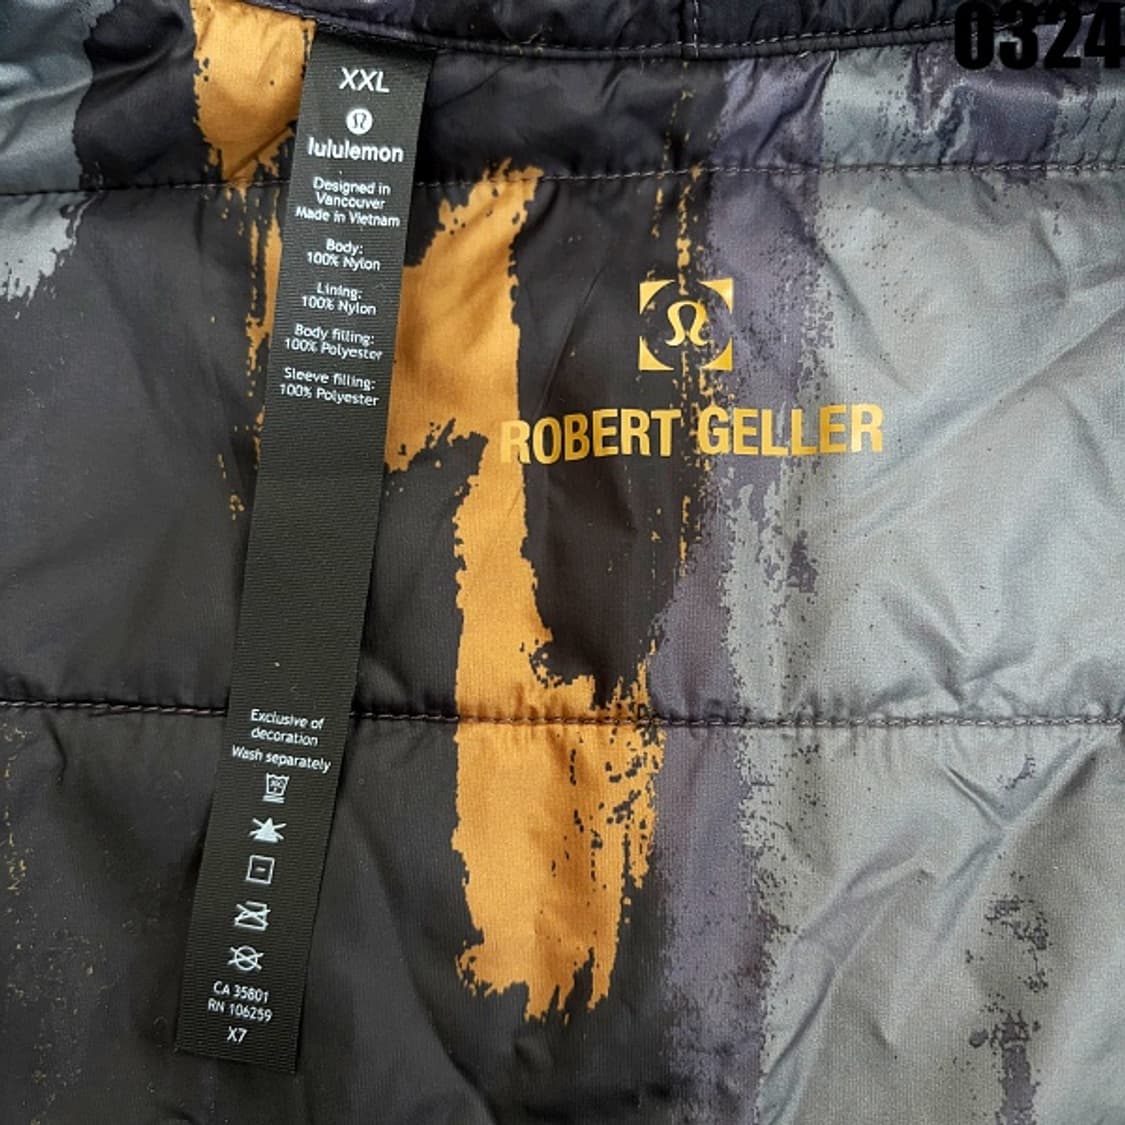 0324
XXL
lululemon
Designed in
Vancouver
Made in Vietnam
Body:
100% Nylon
Lining:
100% Nylon
Body filling:
100% Polyester
Sleeve filling:
100% Polyester
ROBERT GELLER
Exclusive of
decoration
Wash separately
CA 35801
RN 106259
X7